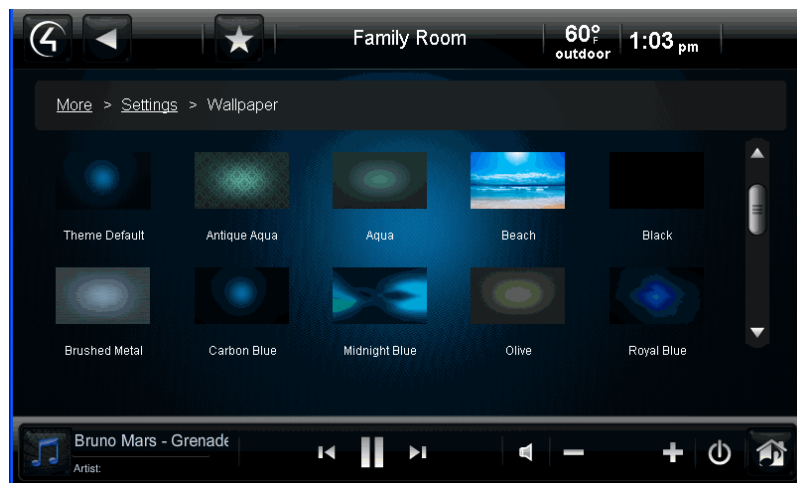 Family Room
60°F
outdoor
1:03 pm
More > Settings > Wallpaper
Theme Default
Antique Aqua
Aqua
Beach
Black
Brushed Metal
Carbon Blue
Midnight Blue
Olive
Royal Blue
Bruno Mars - Grenade
Artist: